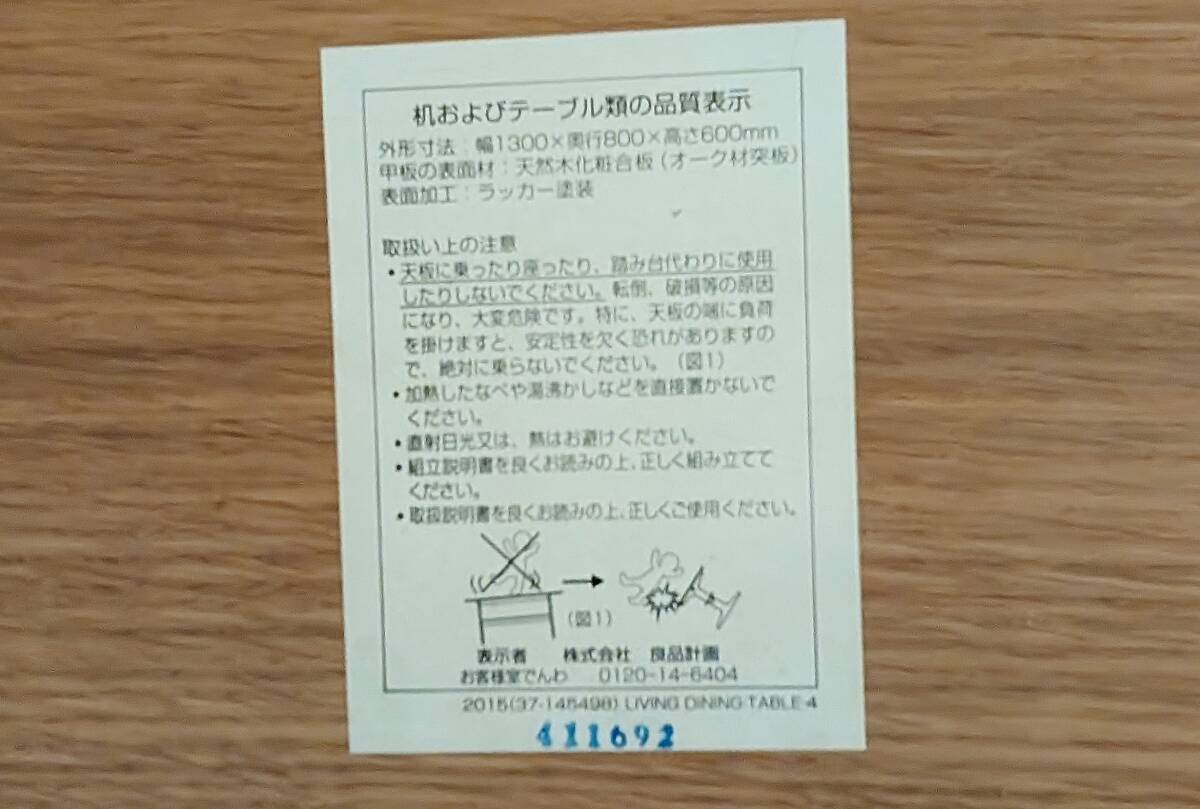 机およびテーブル類の品質表示
外形寸法：幅1300×奥行800×高さ600mm
甲板の表面材：天然木化粧合板（オーク材突板）
表面加工：ラッカー塗装
取扱い上の注意
・天板に乗ったり座ったり、踏み台代わりに使用
したりしないでください。転倒、破損等の原因
になり、大変危険です。特に、天板の端に負荷
を掛けますと、安定性を欠く恐れがありますの
で、絶対に乗らないでください。（図1）
・加熱したなべや湯沸かしなどを直接置かないで
ください。
・直射日光又は、熱はお避けください。
・組立説明書を良くお読みの上、正しく組み立てて
ください。
・取扱説明書を良くお読みの上、正しくご使用ください。
（図1）
表示者　株式会社　良品計画
お客様室でんわ　0120-14-6404
2015(37-145498) LIVING DINING TABLE 4
411692